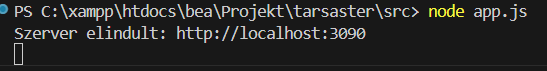 PS C:\xampp\htdocs\bea\Projekt\tarsaster\src> node app.js
Szerver elindult: http://localhost:3090